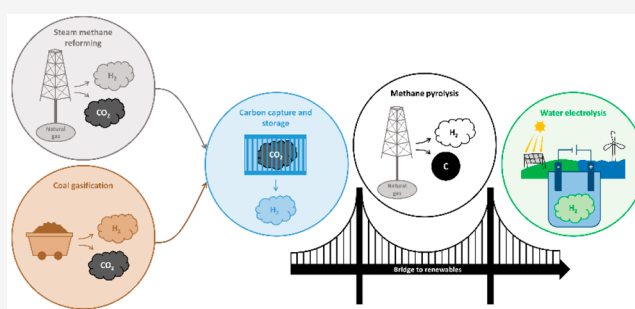 Steam methane
reforming
H₂
CO₂
Natural
gas
Coal gasification
H₂
CO₂
Carbon capture and
storage
CO₂
H₂
Methane pyrolysis
H₂
C
Natural
gas
Water electrolysis
H₂
Bridge to renewables